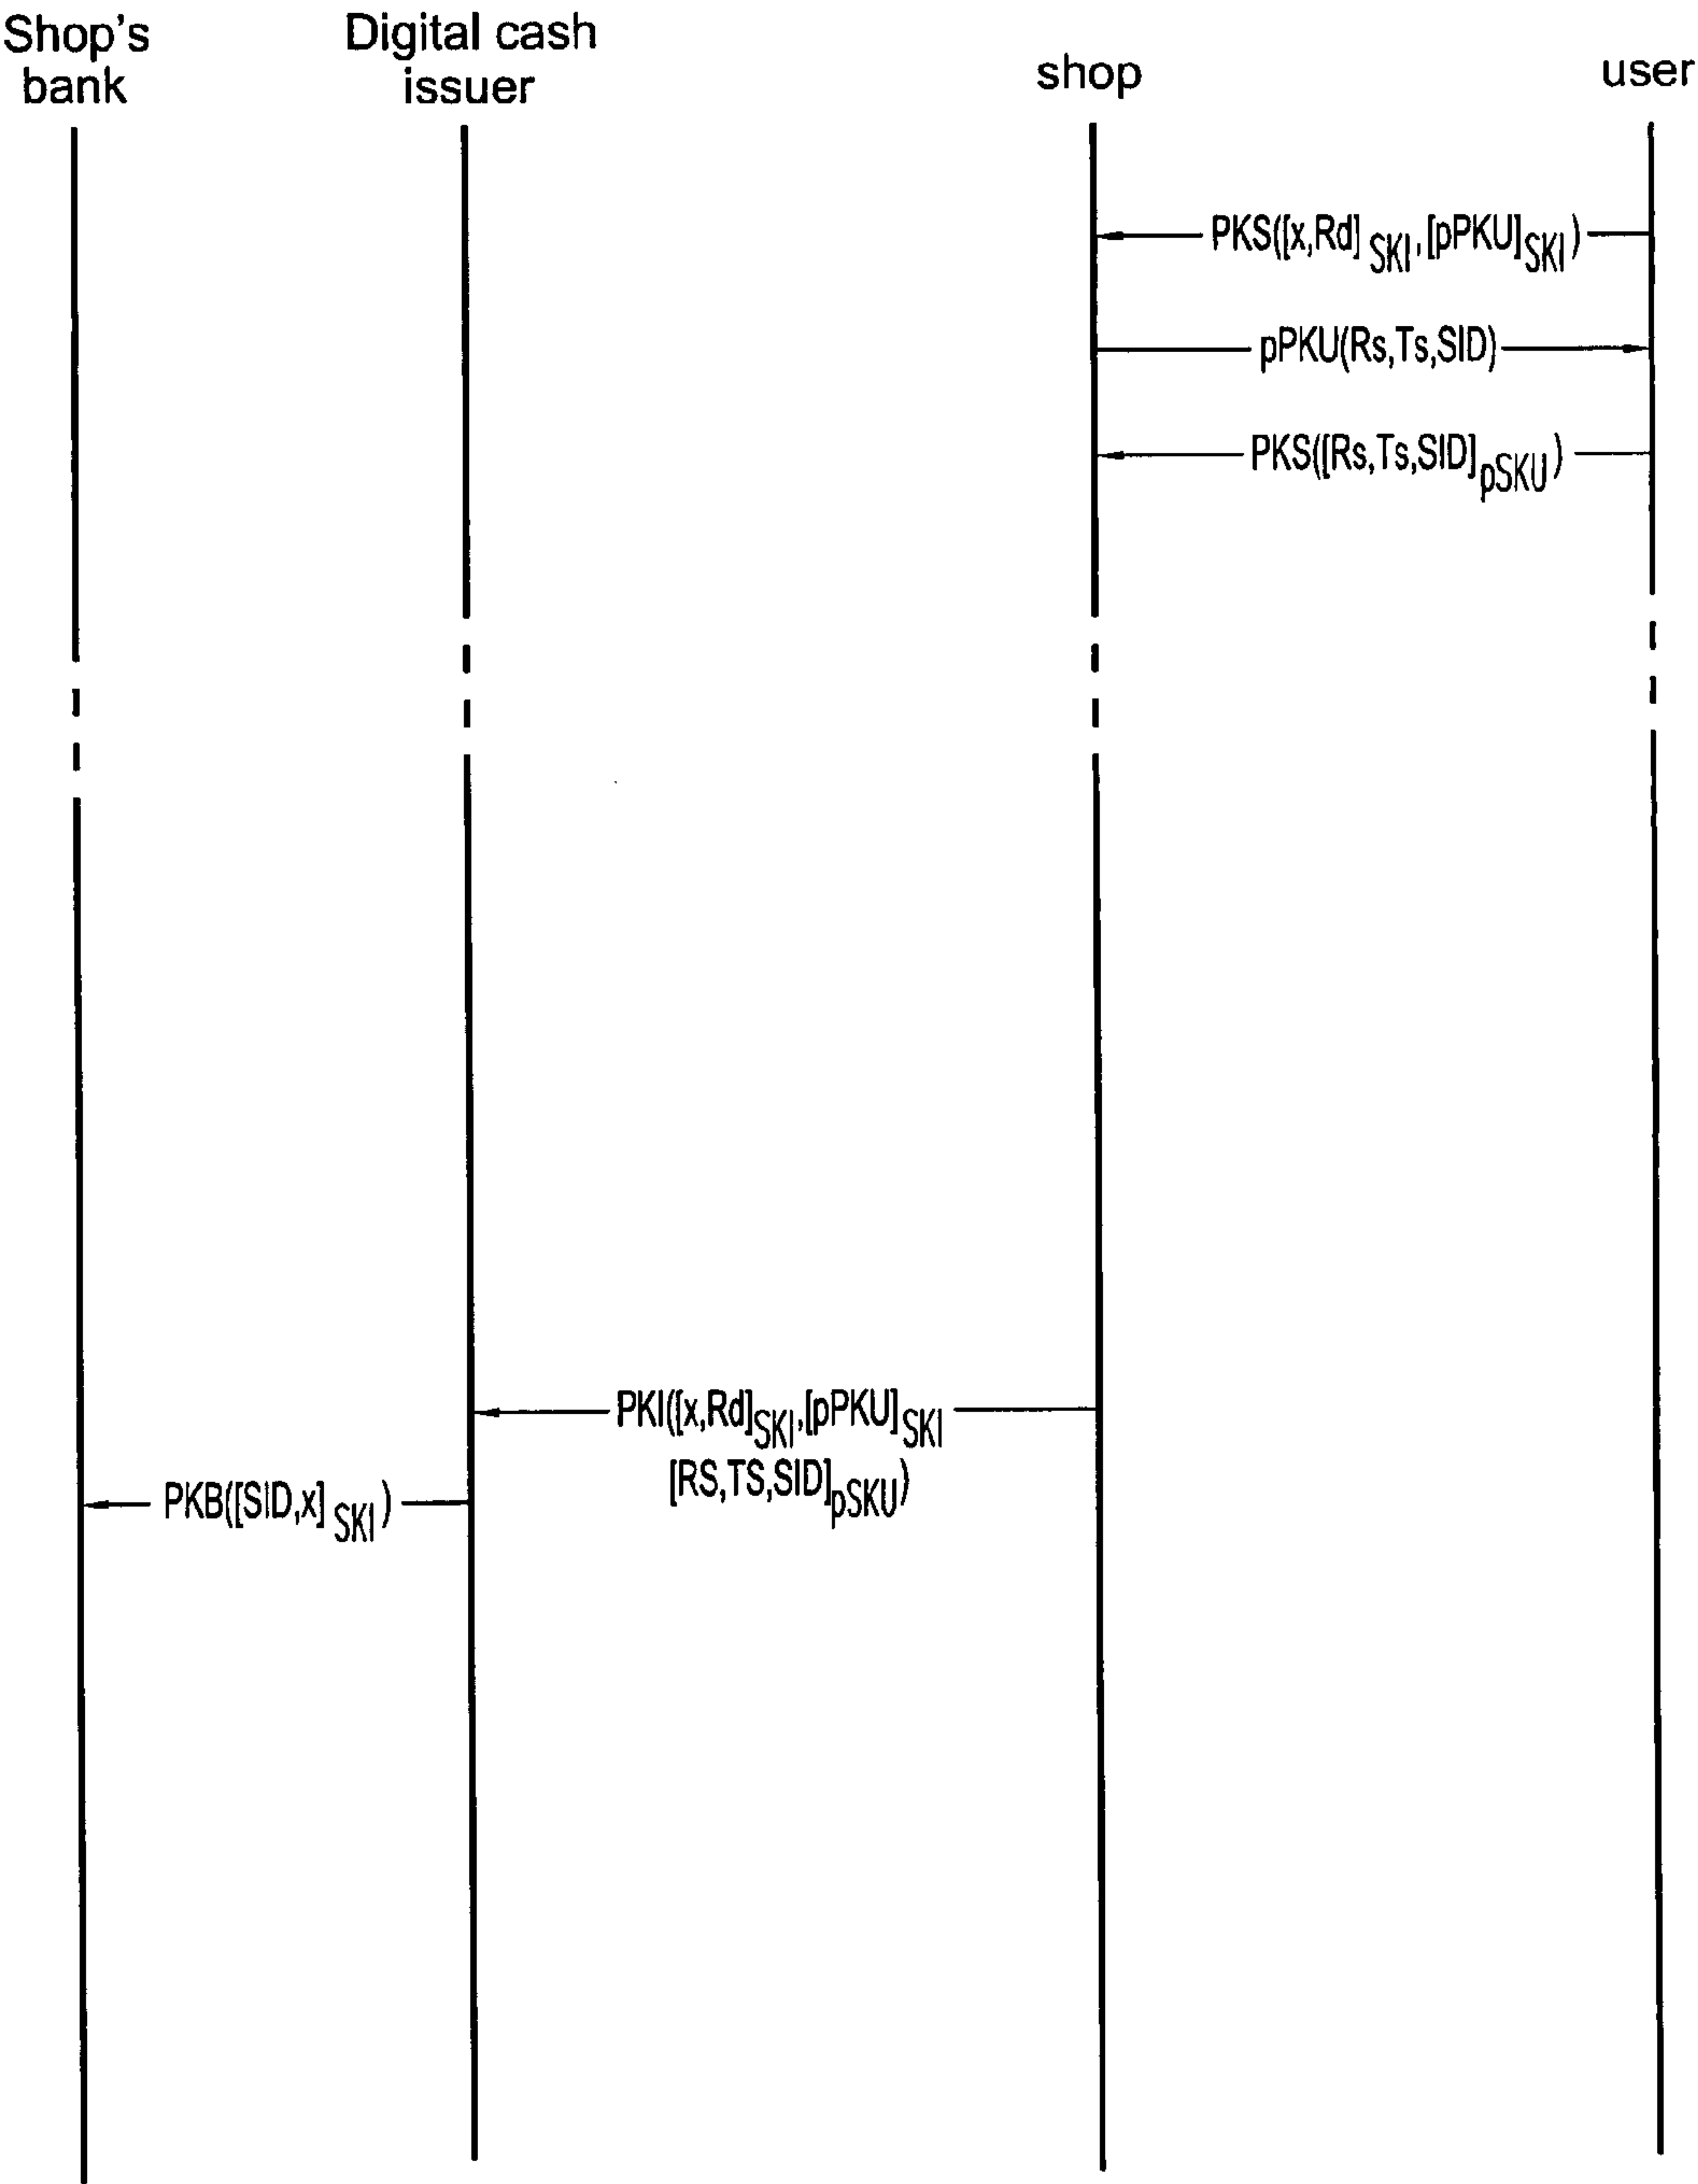 Shop's
bank
Digital cash
issuer
shop
user
PKS([x,Rd]SKI,[pPKU]SKI)
pPKU(Rs,Ts,SID)
PKS([Rs,Ts,SID]pSKU)
PKI([x,Rd]SKI,[pPKU]SKI
[RS,TS,SID]pSKU)
PKB([SID,x]SKI)